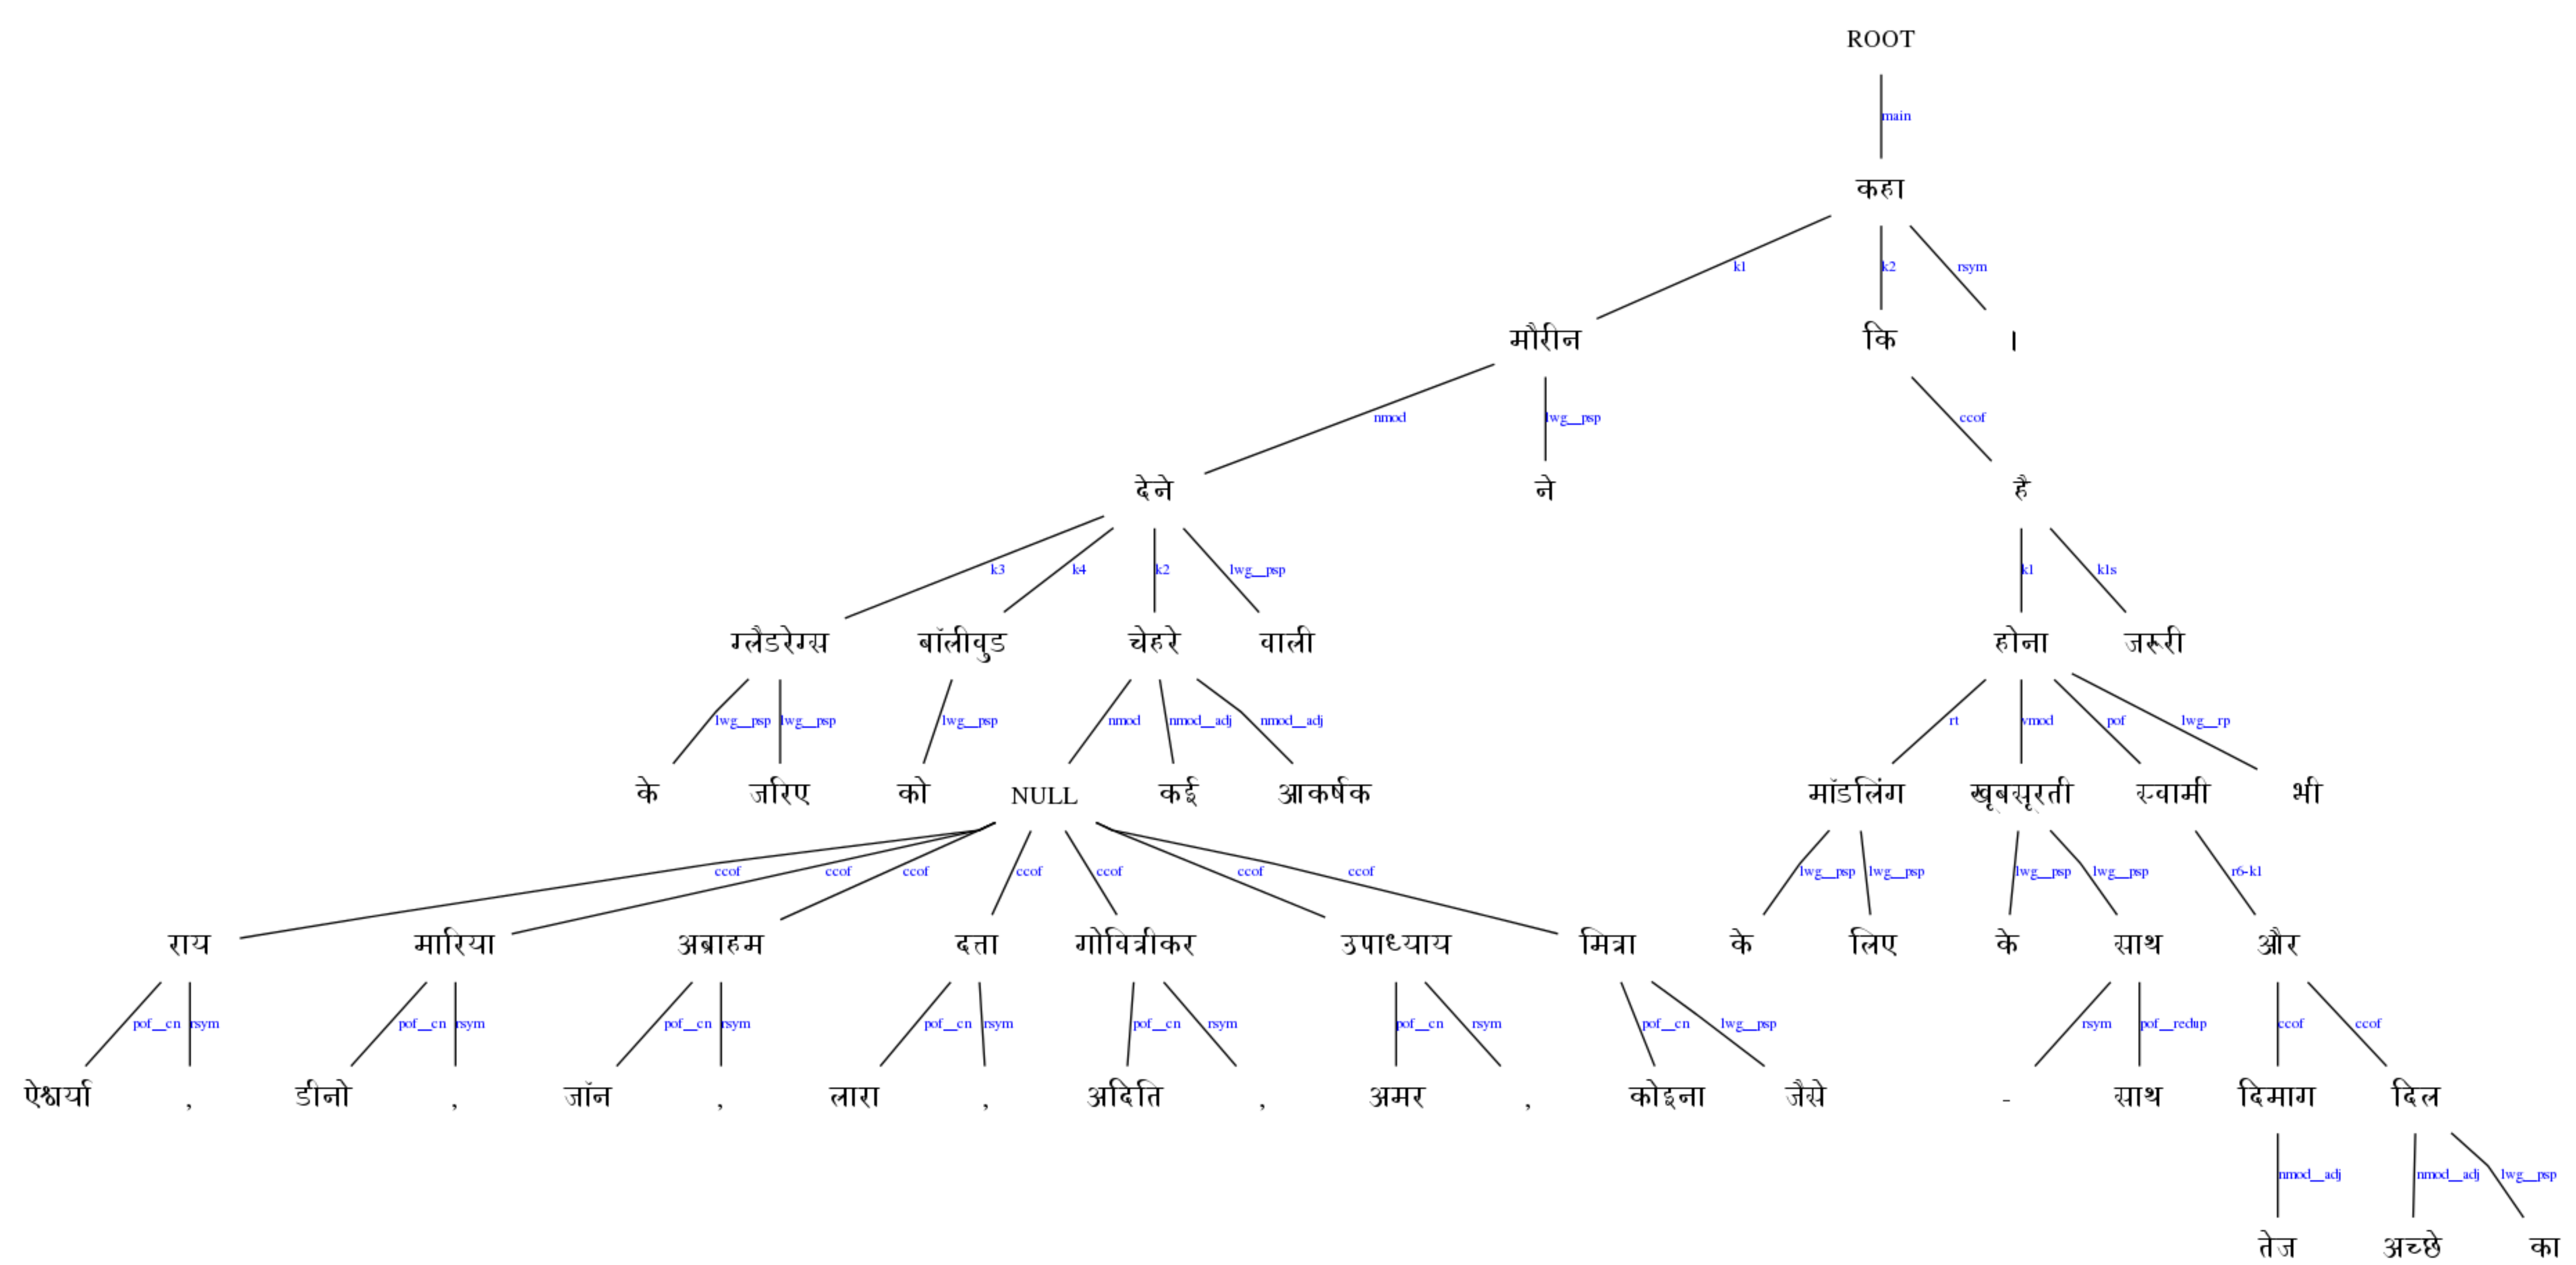 ROOT
main
कहा
k1 k2 rsym
मौरीन कि ।
nmod lwg__psp ccof
देने ने है
k3 k4 k2 lwg__psp k1 k1s
ग्लैडरेग्स बॉलीवुड चेहरे वाली होना जरूरी
lwg__psp lwg__psp lwg__psp nmod nmod__adj nmod__adj rt vmod pof lwg__rp
के जरिए को NULL कई आकर्षक मॉडलिंग खूबसूरती स्वामी भी
ccof ccof ccof ccof ccof ccof ccof lwg__psp lwg__psp lwg__psp lwg__psp r6-k1
राय मारिया अब्राहम दत्ता गोवित्रीकर उपाध्याय मित्रा के लिए के साथ और
pof__cn rsym pof__cn rsym pof__cn rsym pof__cn rsym pof__cn rsym pof__cn rsym pof__cn lwg__psp rsym pof__redup ccof ccof
ऐश्वर्या , डीनो , जॉन , लारा , अदिति , अमर , कोइना जैसे - साथ दिमाग दिल
nmod__adj nmod__adj lwg__psp
तेज अच्छे का